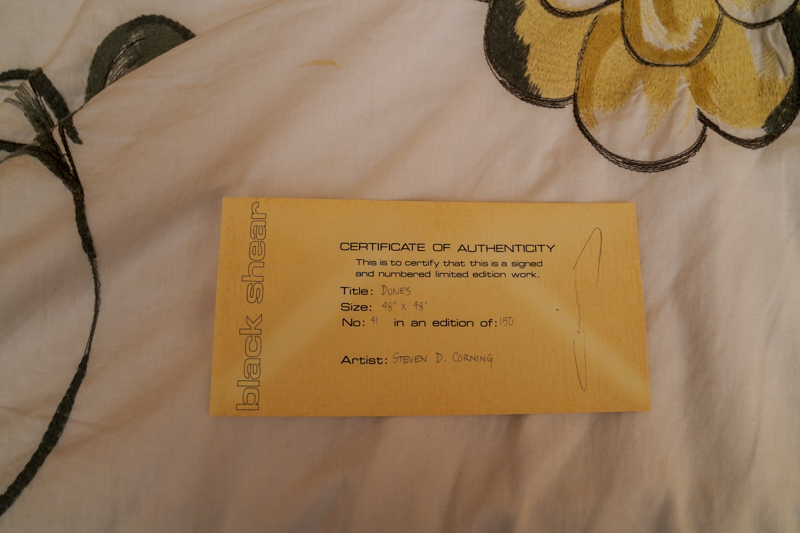 black shear
CERTIFICATE OF AUTHENTICITY
This is to certify that this is a signed
and numbered limited edition work.
Title: DUNES
Size: 48" x 48"
No: 41 in an edition of: 150
Artist: STEVEN D. CORNING